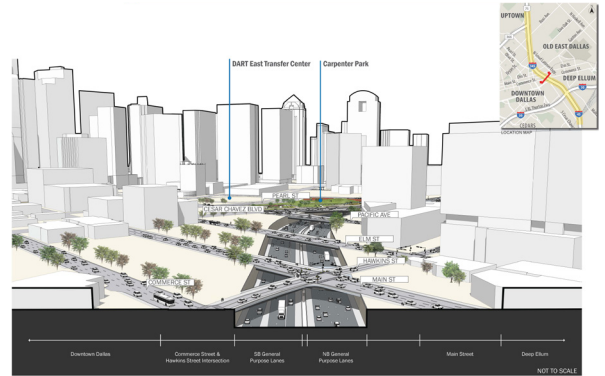 DART East Transfer Center
Carpenter Park
UPTOWN
OLD EAST DALLAS
DEEP ELLUM
DOWNTOWN
DALLAS
CEDARS
LOCATION MAP
PEARL ST
CESAR CHAVEZ BLVD
PACIFIC AVE
ELM ST
HAWKINS ST
MAIN ST
COMMERCE ST
Downtown Dallas
Commerce Street &
Hawkins Street Intersection
SB General
Purpose Lanes
NB General
Purpose Lanes
Main Street
Deep Ellum
NOT TO SCALE